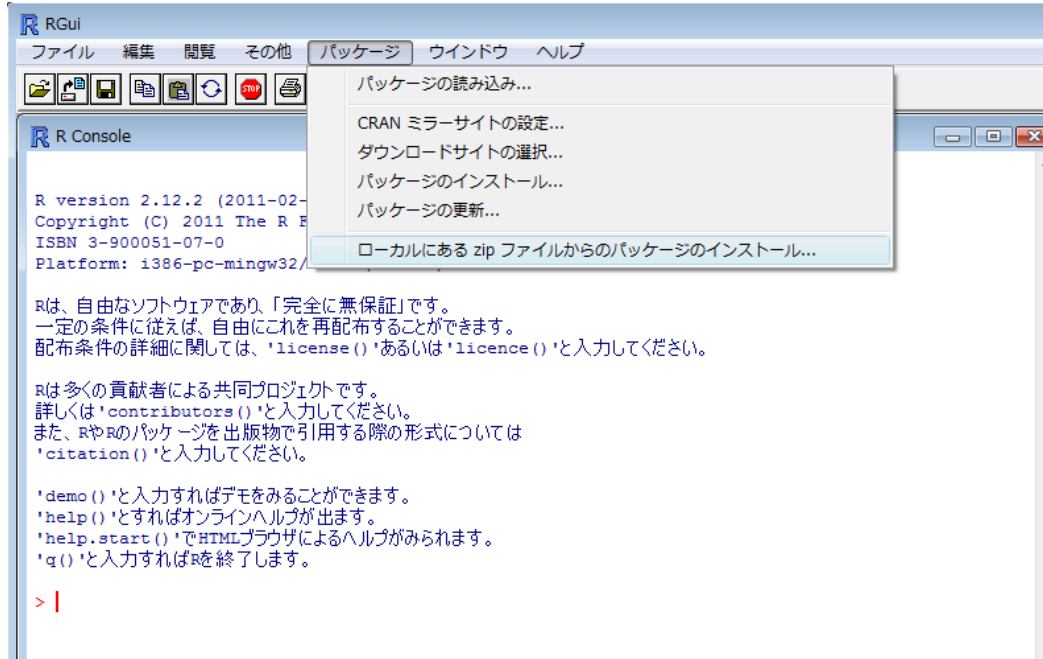 RGui
ファイル 編集 閲覧 その他 パッケージ ウインドウ ヘルプ
STOP
パッケージの読み込み...
CRAN ミラーサイトの設定...
ダウンロードサイトの選択...
パッケージのインストール...
パッケージの更新...
ローカルにある zip ファイルからのパッケージのインストール...
R Console
R version 2.12.2 (2011-02-
Copyright (C) 2011 The R
ISBN 3-900051-07-0
Platform: i386-pc-mingw32/
Rは、自由なソフトウェアであり、「完全に無保証」です。
一定の条件に従えば、自由にこれを再配布することができます。
配布条件の詳細に関しては、'license()'あるいは'licence()'と入力してください。
Rは多くの貢献者による共同プロジェクトです。
詳しくは'contributors()'と入力してください。
また、RやRのパッケージを出版物で引用する際の形式については
'citation()'と入力してください。
'demo()'と入力すればデモをみることができます。
'help()'とすればオンラインヘルプが出ます。
'help.start()'でHTMLブラウザによるヘルプがみられます。
'q()'と入力すればRを終了します。
>